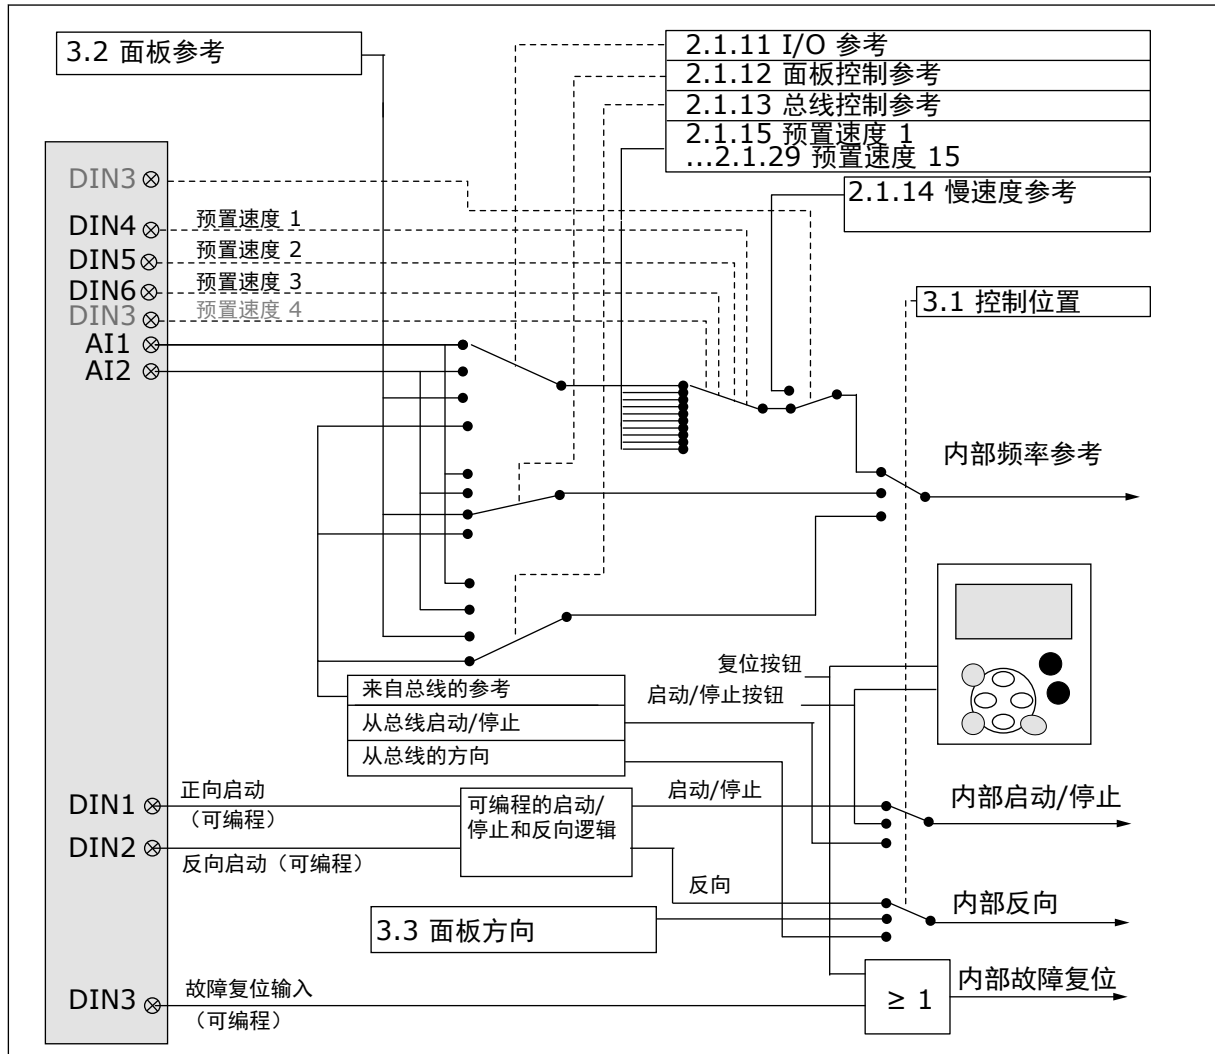 3.2 面板参考
2.1.11 I/O 参考
2.1.12 面板控制参考
2.1.13 总线控制参考
2.1.15 预置速度 1
...2.1.29 预置速度 15
2.1.14 慢速度参考
DIN3
DIN4
预置速度 1
DIN5
预置速度 2
DIN6
预置速度 3
DIN3
预置速度 4
AI1
AI2
3.1 控制位置
内部频率参考
复位按钮
启动/停止按钮
来自总线的参考
从总线启动/停止
从总线的方向
DIN1
正向启动
（可编程）
DIN2
反向启动（可编程）
可编程的启动/
停止和反向逻辑
启动/停止
内部启动/停止
反向
内部反向
3.3 面板方向
DIN3
故障复位输入
（可编程）
≥ 1
内部故障复位